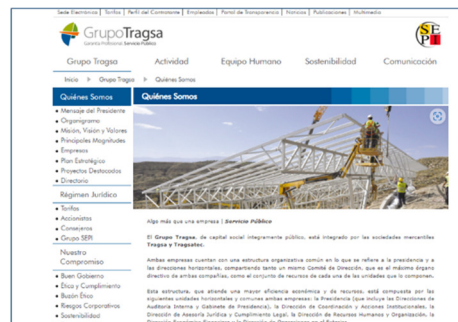 Sede Electrónica | Tarifas | Perfil del Contratante | Empleados | Portal de Transparencia | Noticias | Publicaciones | Multimedia
GrupoTragsa
Garantía Profesional, Servicio Público
SEPI
Grupo Tragsa Actividad Equipo Humano Sostenibilidad Comunicación
Inicio Grupo Tragsa Quiénes Somos
Quiénes Somos
Mensaje del Presidente
Organigrama
Misión, Visión y Valores
Principales Magnitudes
Empresas
Plan Estratégico
Proyectos Destacados
Directorio
Régimen Jurídico
Tarifas
Accionistas
Consejeros
Grupo SEPI
Nuestro
Compromiso
Buen Gobierno
Ética y Cumplimiento
Buzón Ético
Riesgos Corporativos
Sostenibilidad
Quiénes Somos
Algo más que una empresa | Servicio Público
El Grupo Tragsa, de capital social íntegramente público, está integrado por las sociedades mercantiles
Tragsa y Tragsatec.
Ambas empresas cuentan con una estructura organizativa común en lo que se refiere a la presidencia y a
las direcciones horizontales, compartiendo tanto un mismo Comité de Dirección, que es el máximo órgano
directivo de ambas compañías, como el conjunto de recursos de cada una de las unidades que lo componen.
Esta estructura, que atiende una mayor eficiencia económica y de recursos, está compuesta por las
siguientes unidades horizontales y comunes ambas empresas: la Presidencia (que incluye las Direcciones de
Auditoría Interna y Gabinete de Presidencia), la Dirección de Coordinación y Acciones Institucionales, la
Dirección de Asesoría Jurídica y Cumplimiento Legal; la Dirección de Recursos Humanos y Organización, la